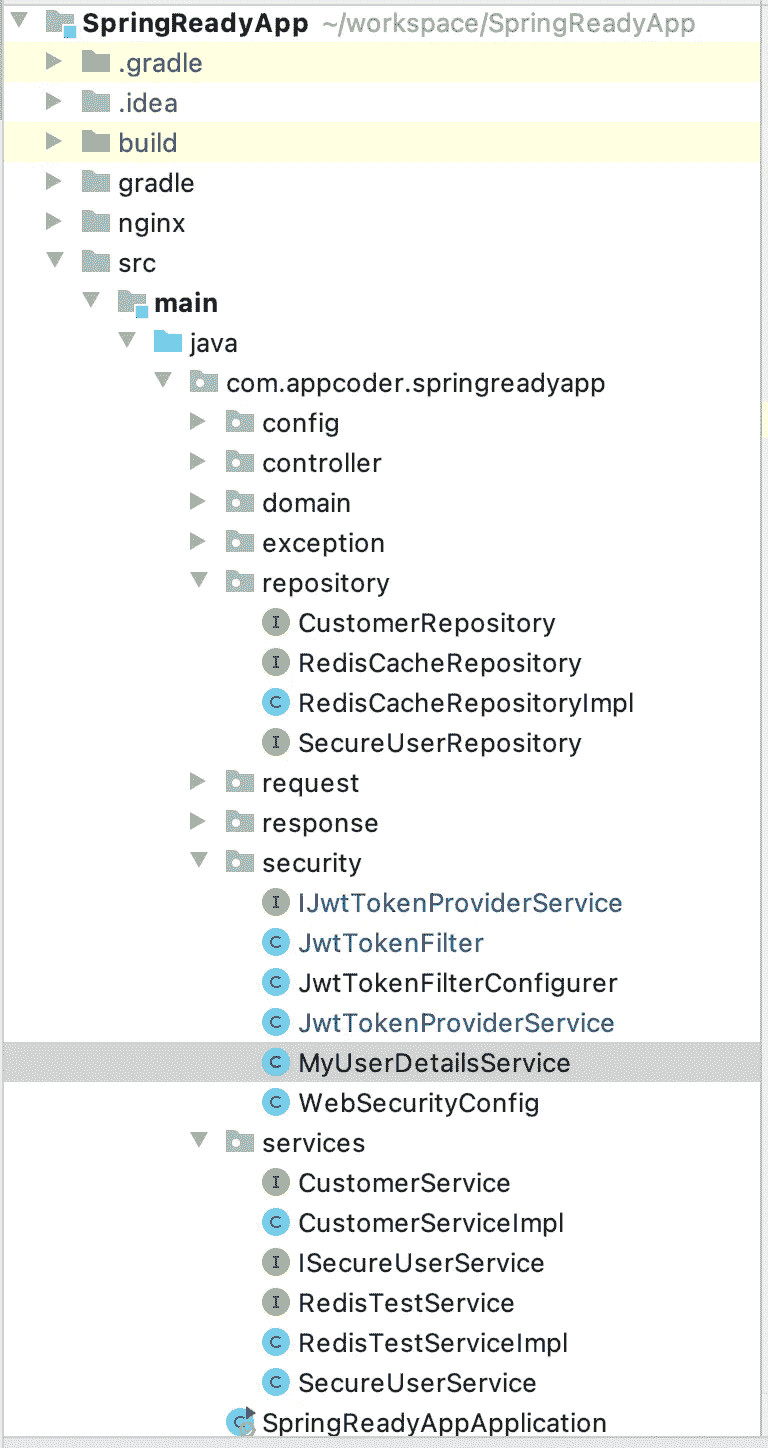 SpringReadyApp ~/workspace/SpringReadyApp
.gradle
.idea
build
gradle
nginx
src
main
java
com.appcoder.springreadyapp
config
controller
domain
exception
repository
I CustomerRepository
I RedisCacheRepository
C RedisCacheRepositoryImpl
I SecureUserRepository
request
response
security
I IJwtTokenProviderService
C JwtTokenFilter
C JwtTokenFilterConfigurer
C JwtTokenProviderService
C MyUserDetailsService
C WebSecurityConfig
services
I CustomerService
C CustomerServiceImpl
I ISecureUserService
I RedisTestService
C RedisTestServiceImpl
C SecureUserService
C SpringReadyAppApplication